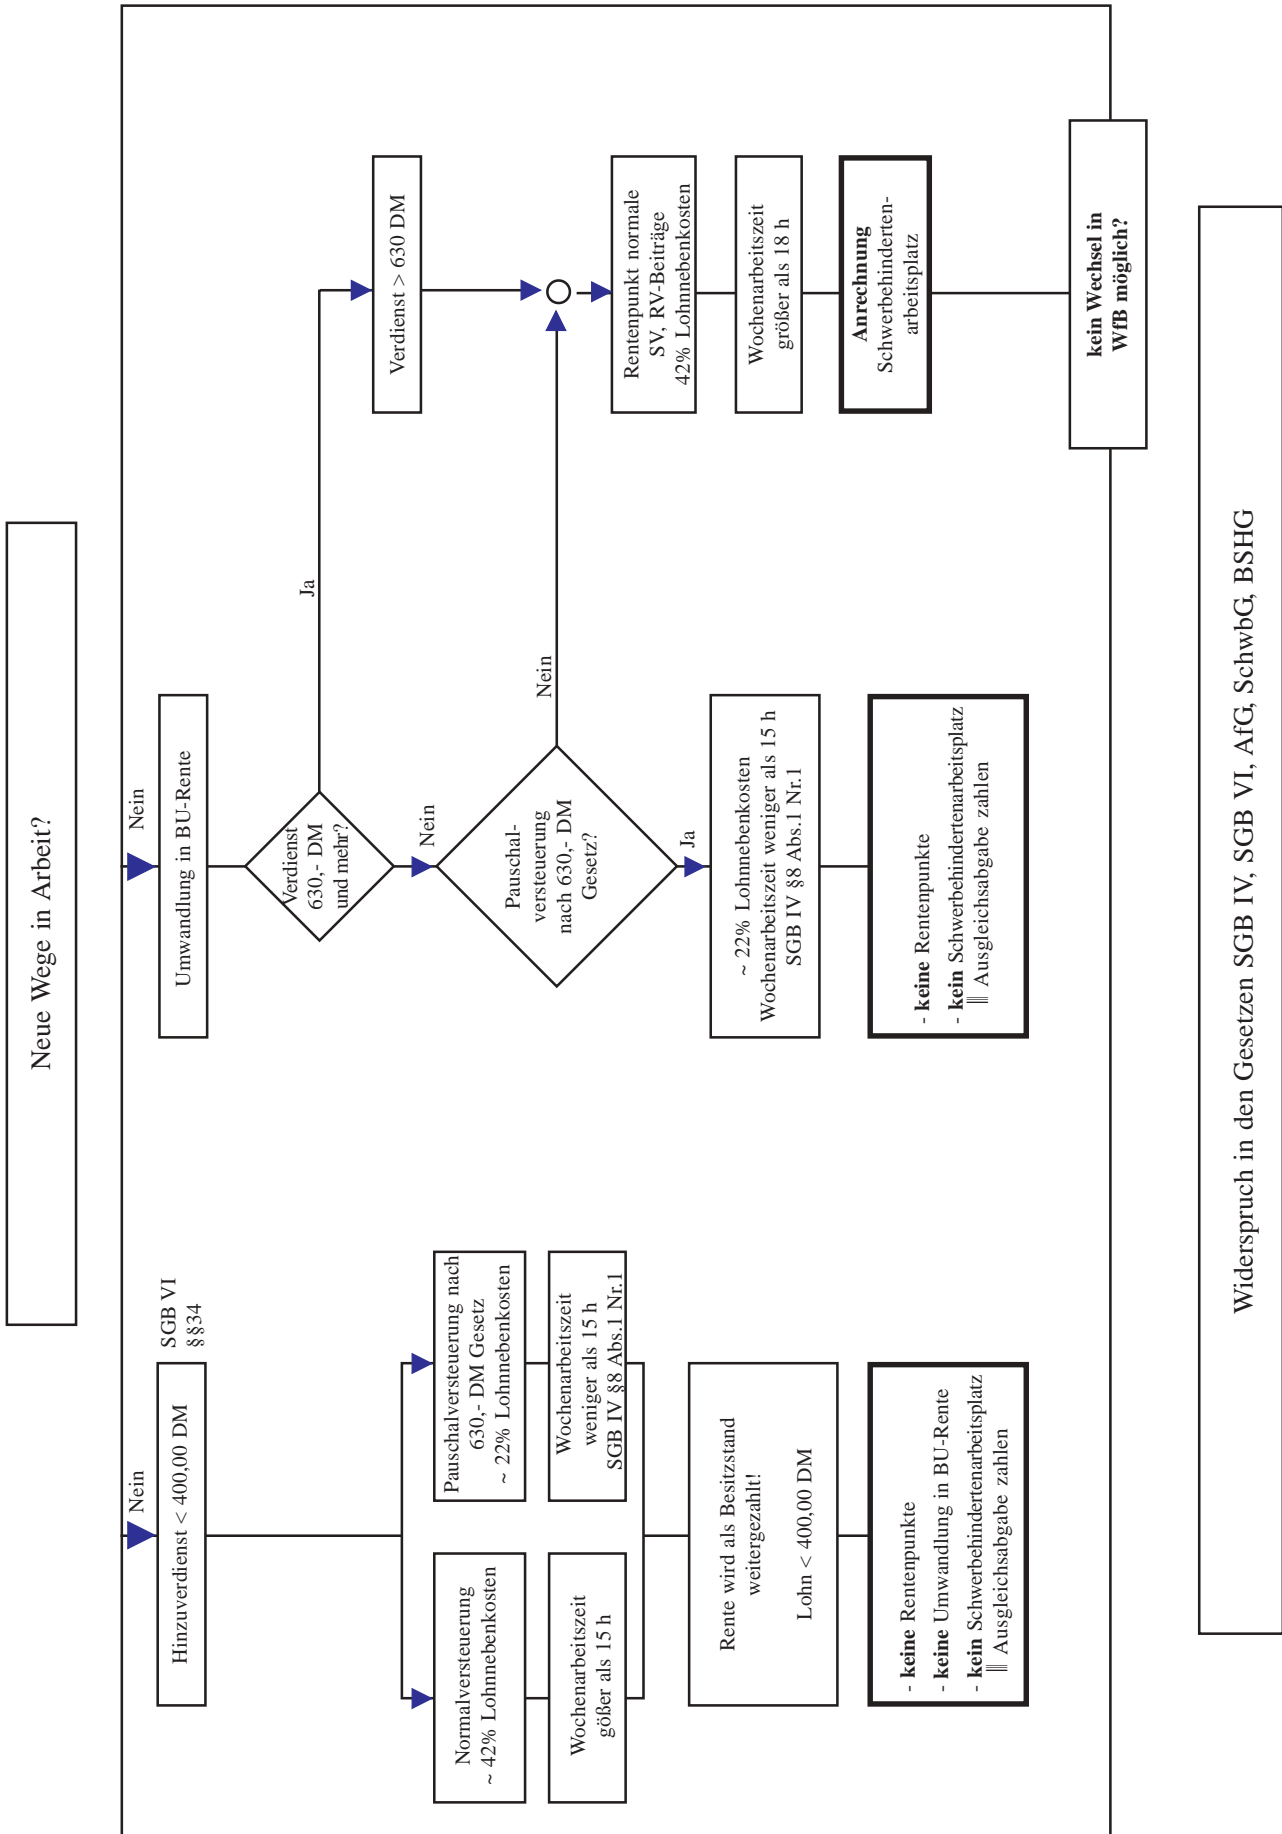 Neue Wege in Arbeit?
Nein
Hinzuverdienst < 400,00 DM
SGB VI
§§34
Normalversteuerung
~ 42% Lohnnebenkosten
Wochenarbeitszeit
gößer als 15 h
Pauschalversteuerung nach
630,- DM Gesetz
~ 22% Lohnnebenkosten
Wochenarbeitszeit
weniger als 15 h
SGB IV §8 Abs.1 Nr.1
Rente wird als Besitzstand
weitergezahlt!
Lohn < 400,00 DM
- keine Rentenpunkte
- keine Umwandlung in BU-Rente
- kein Schwerbehindertenarbeitsplatz
Ausgleichsabgabe zahlen
Nein
Umwandlung in BU-Rente
Verdienst
630,- DM
und mehr?
Ja
Nein
Verdienst > 630 DM
Pauschal-
versteuerung
nach 630,- DM
Gesetz?
Nein
Ja
~ 22% Lohnnebenkosten
Wochenarbeitszeit weniger als 15 h
SGB IV §8 Abs.1 Nr.1
- keine Rentenpunkte
- kein Schwerbehindertenarbeitsplatz
Ausgleichsabgabe zahlen
Rentenpunkt normale
SV, RV-Beiträge
42% Lohnnebenkosten
Wochenarbeitszeit
größer als 18 h
Anrechnung
Schwerbehinderten-
arbeitsplatz
kein Wechsel in
WfB möglich?
Widerspruch in den Gesetzen SGB IV, SGB VI, AfG, SchwbG, BSHG